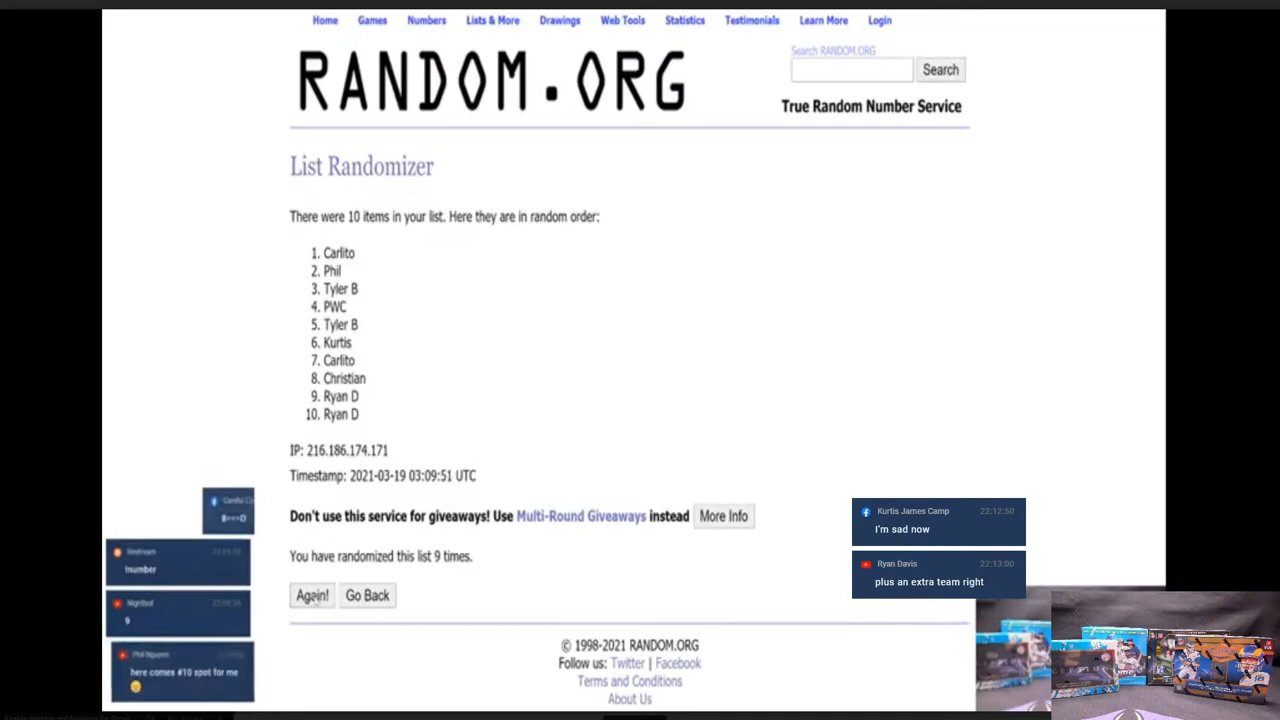 Home Games Numbers Lists & More Drawings Web Tools Statistics Testimonials Learn More Login
RANDOM.ORG
Search RANDOM.ORG
Search
True Random Number Service
List Randomizer
There were 10 items in your list. Here they are in random order:
1. Carlito
2. Phil
3. Tyler B
4. PWC
5. Tyler B
6. Kurtis
7. Carlito
8. Christian
9. Ryan D
10. Ryan D
IP: 216.186.174.171
Timestamp: 2021-03-19 03:09:51 UTC
Don't use this service for giveaways! Use Multi-Round Giveaways instead More Info
You have randomized this list 9 times.
Again! Go Back
© 1998-2021 RANDOM.ORG
Follow us: Twitter | Facebook
Terms and Conditions
About Us
Restream
!number
Nightbot
9
Phil Nguyen
here comes #10 spot for me
Kurtis James Camp 22:12:50
I'm sad now
Ryan Davis 22:13:00
plus an extra team right